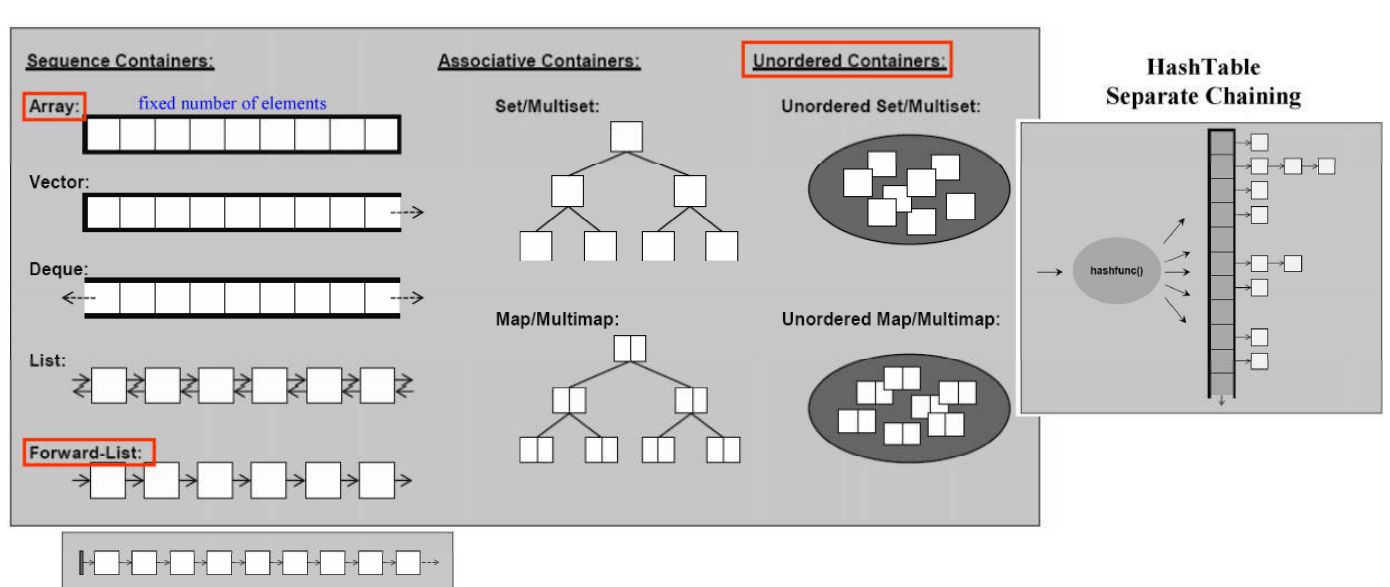 Sequence Containers:
Array:
fixed number of elements
Vector:
Deque:
List:
Forward-List:
Associative Containers:
Set/Multiset:
Map/Multimap:
Unordered Containers:
Unordered Set/Multiset:
Unordered Map/Multimap:
HashTable
Separate Chaining
hashfunc()